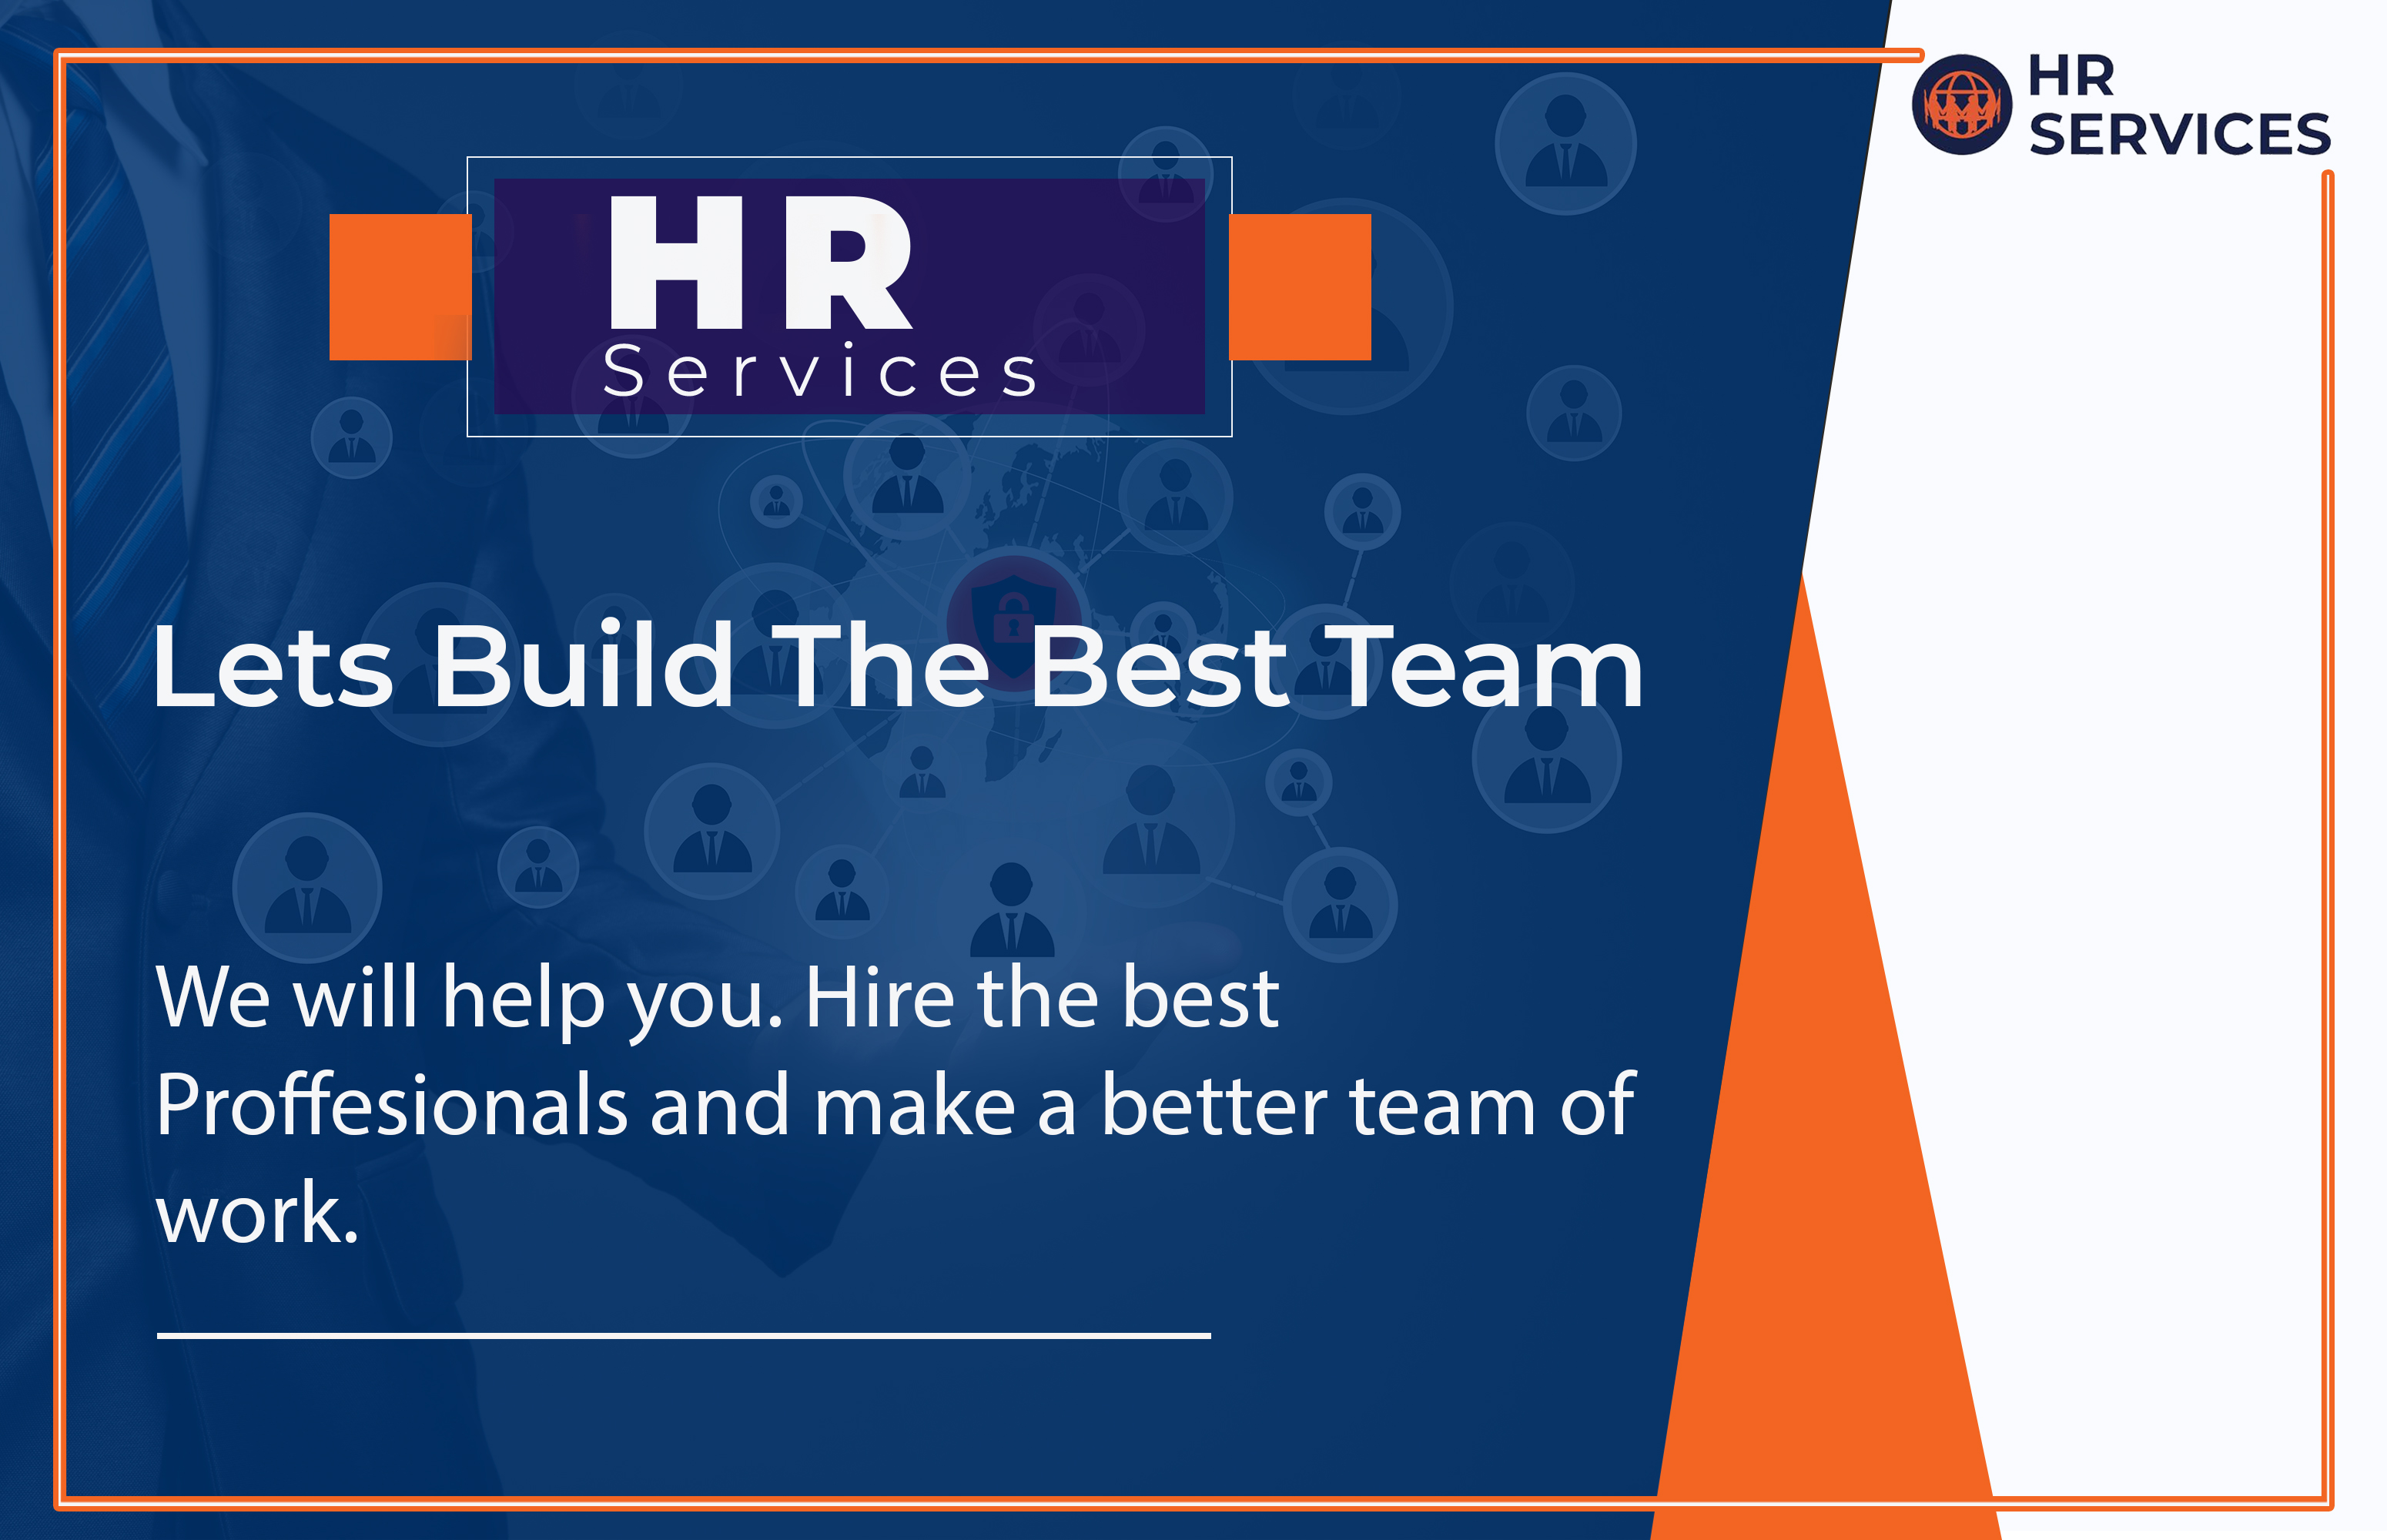 HR
SERVICES
HR
Services
Lets Build The Best Team
We will help you. Hire the best
Proffesionals and make a better team of
work.